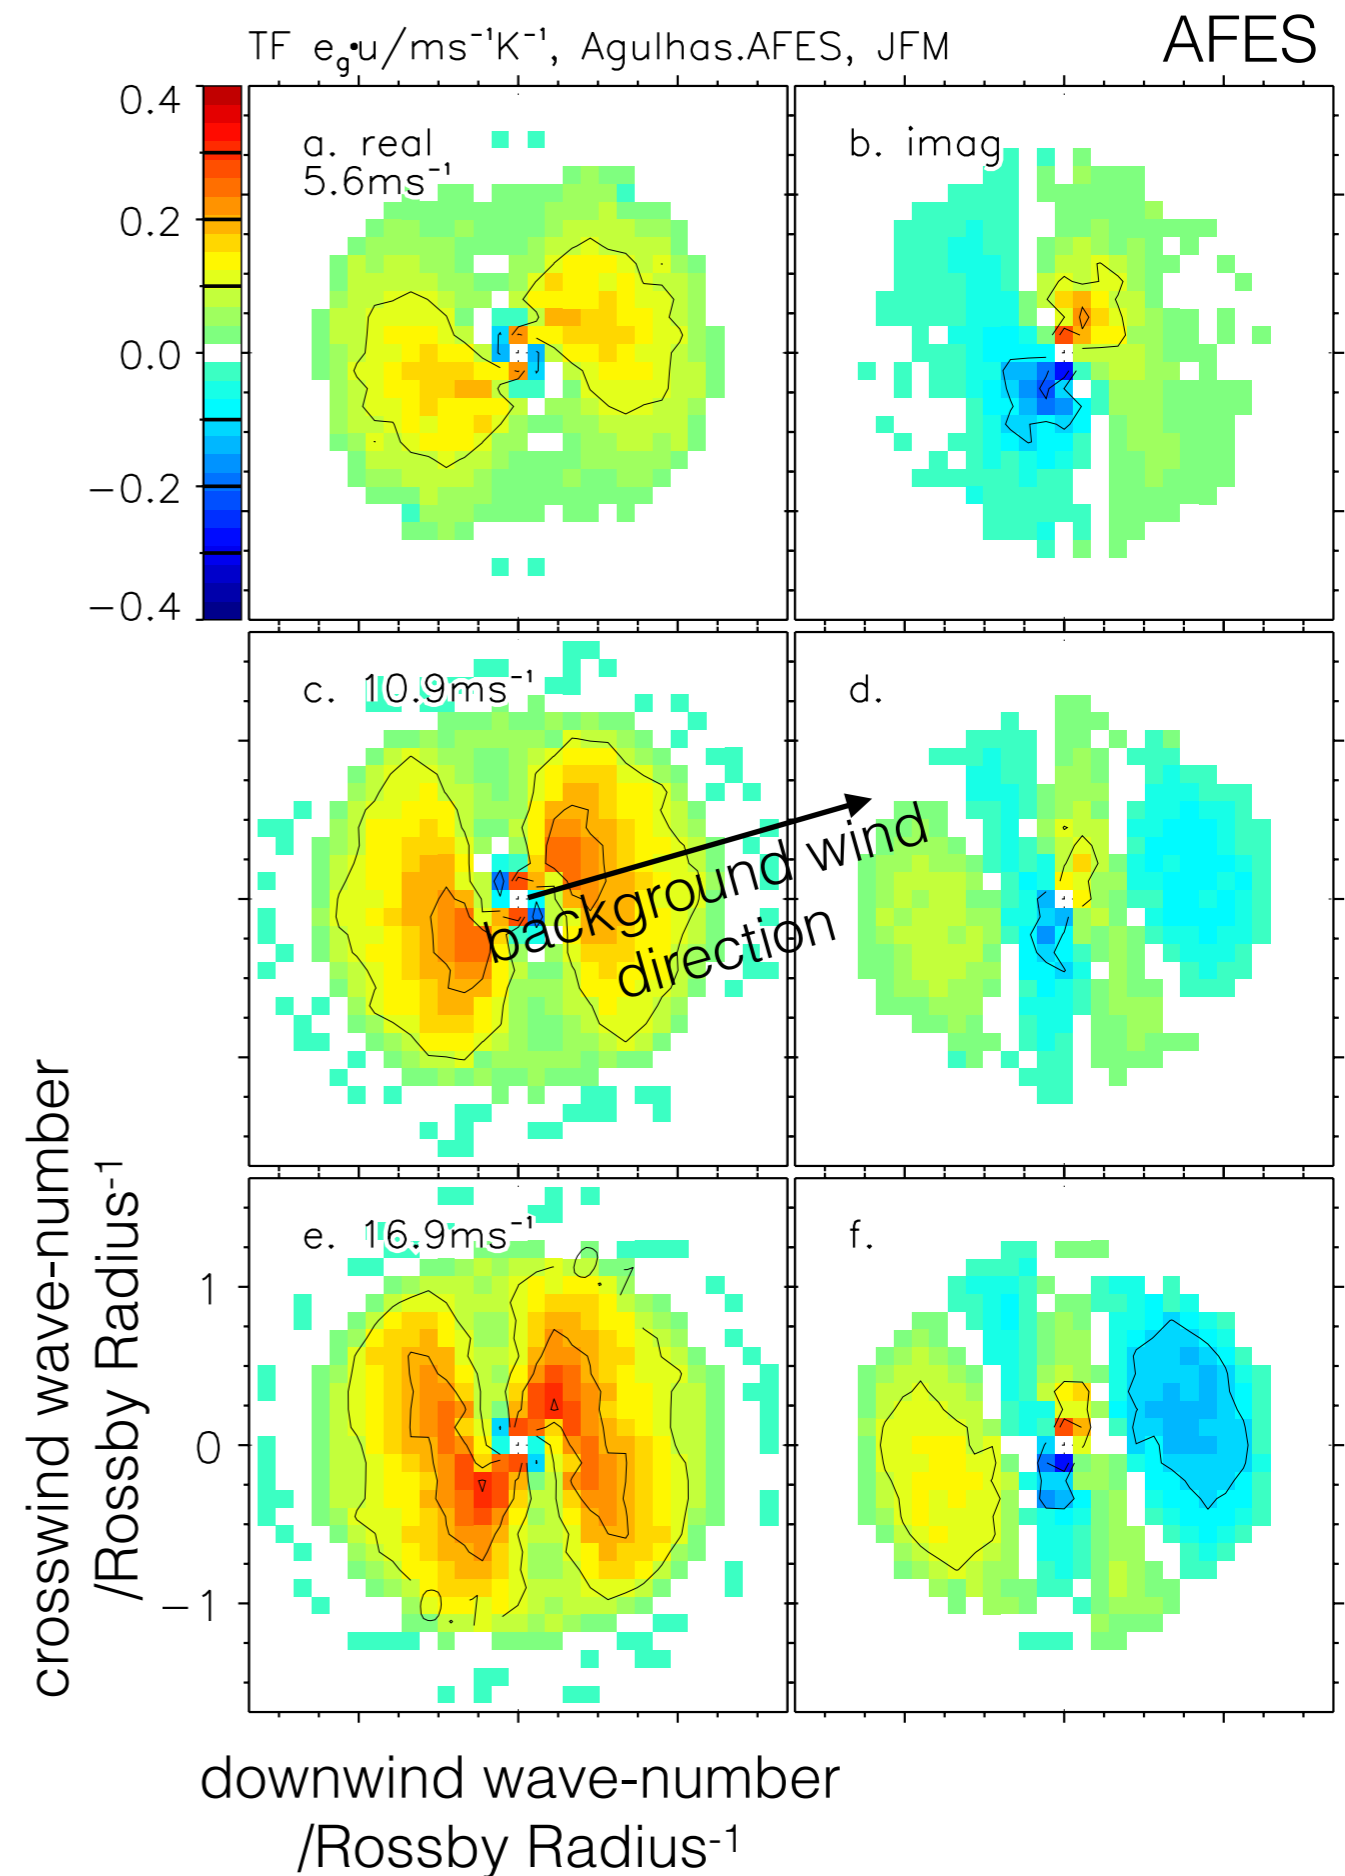 TF e_g•u/ms⁻¹K⁻¹, Agulhas.AFES, JFM
AFES
0.4
0.2
0.0
−0.2
−0.4
a. real
5.6ms⁻¹
b. imag
c. 10.9ms⁻¹
d.
background wind
direction
e. 16.9ms⁻¹
f.
0.1
0.1
1
0
−1
crosswind wave-number
/Rossby Radius⁻¹
downwind wave-number
/Rossby Radius⁻¹